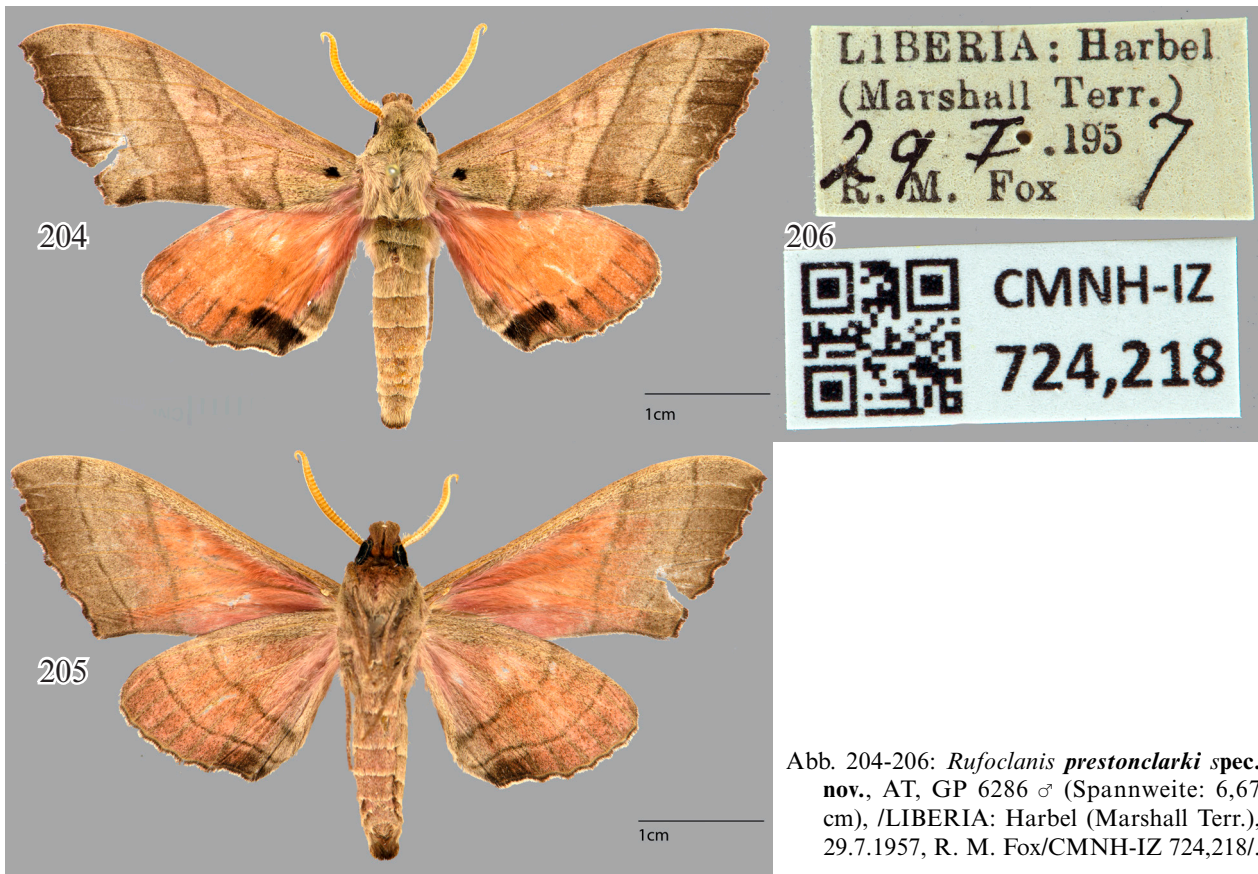 204
1cm
205
1cm
206
LIBERIA: Harbel
(Marshall Terr.)
29 7 .195 7
R. M. Fox
CMNH-IZ
724,218
Abb. 204-206: Rufoclanis prestonclarki spec.
nov., AT, GP 6286 ♂ (Spannweite: 6,67
cm), /LIBERIA: Harbel (Marshall Terr.),
29.7.1957, R. M. Fox/CMNH-IZ 724,218/.